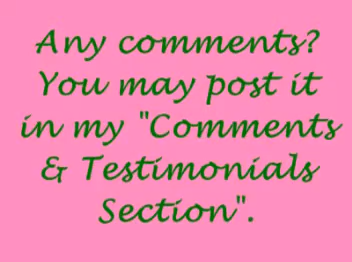 Any comments?
You may post it
in my "Comments
& Testimonials
Section".